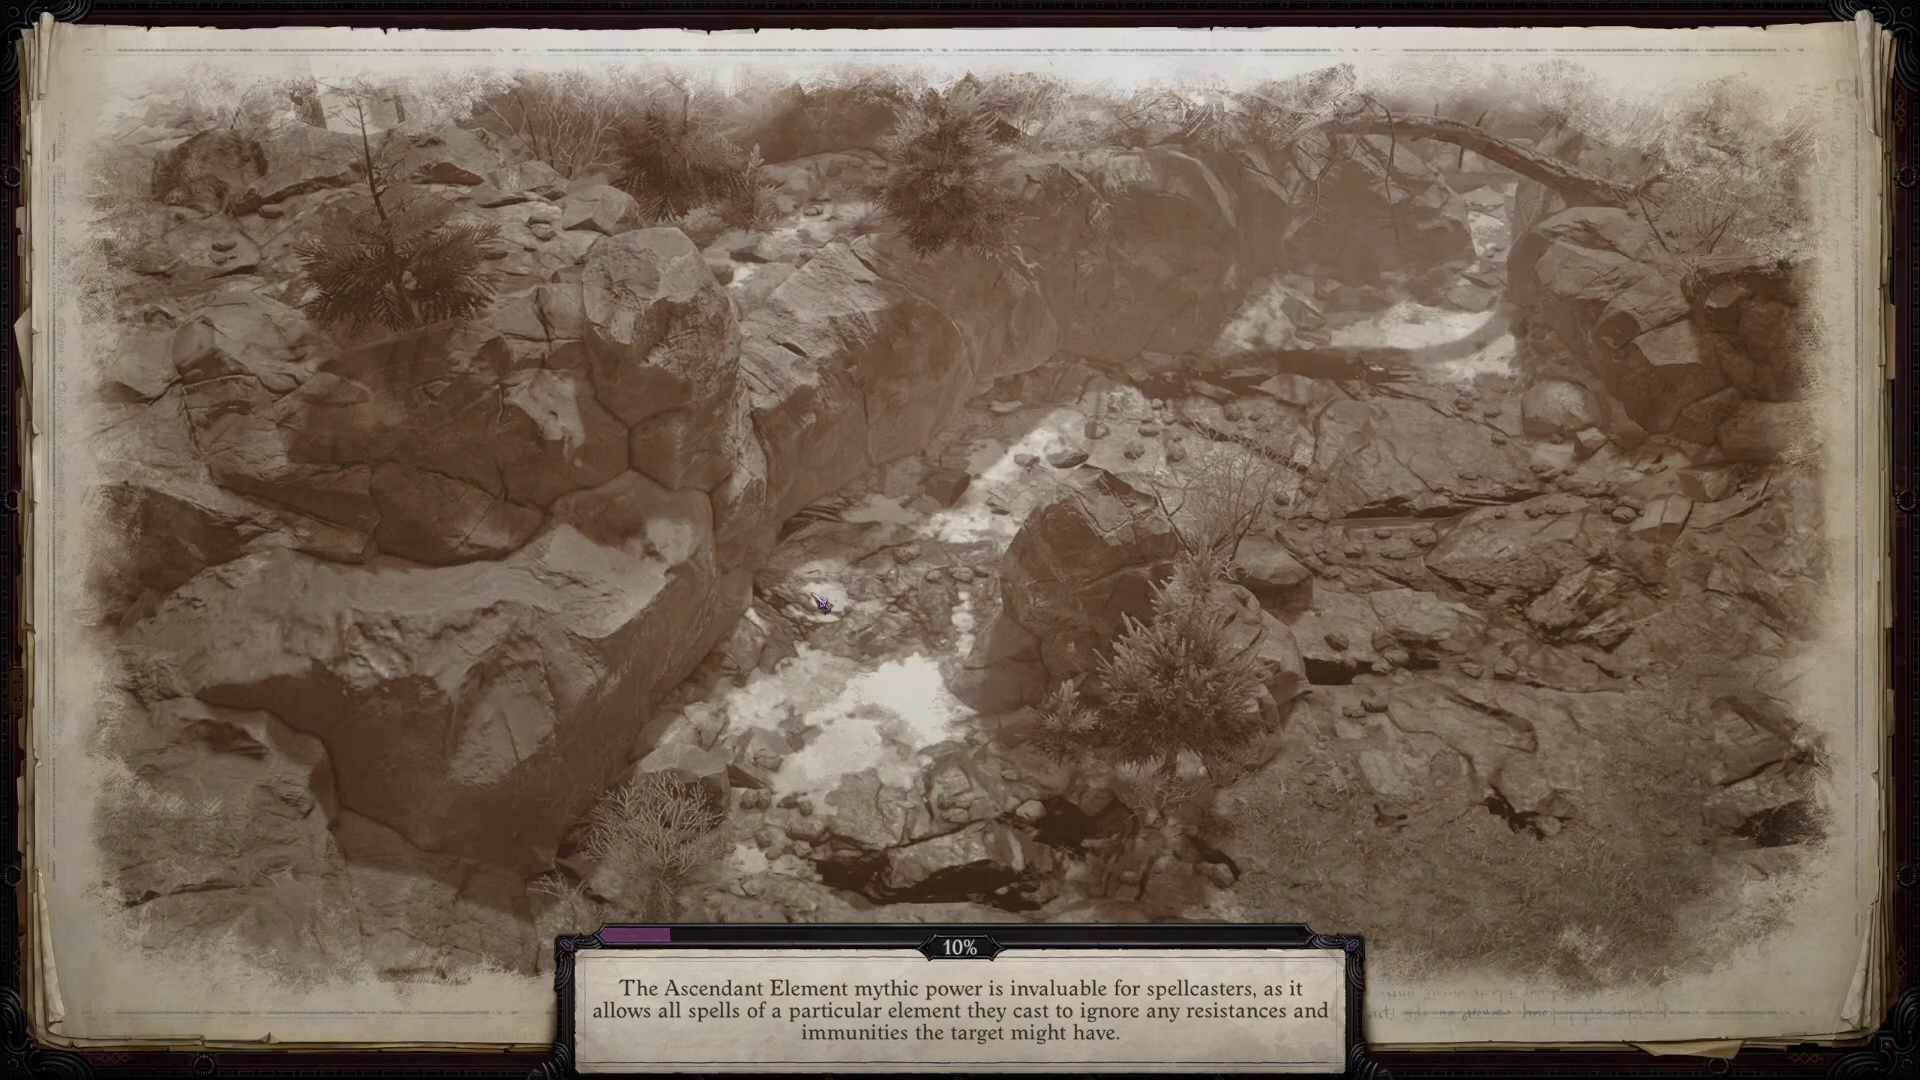 10%
The Ascendant Element mythic power is invaluable for spellcasters, as it
allows all spells of a particular element they cast to ignore any resistances and
immunities the target might have.